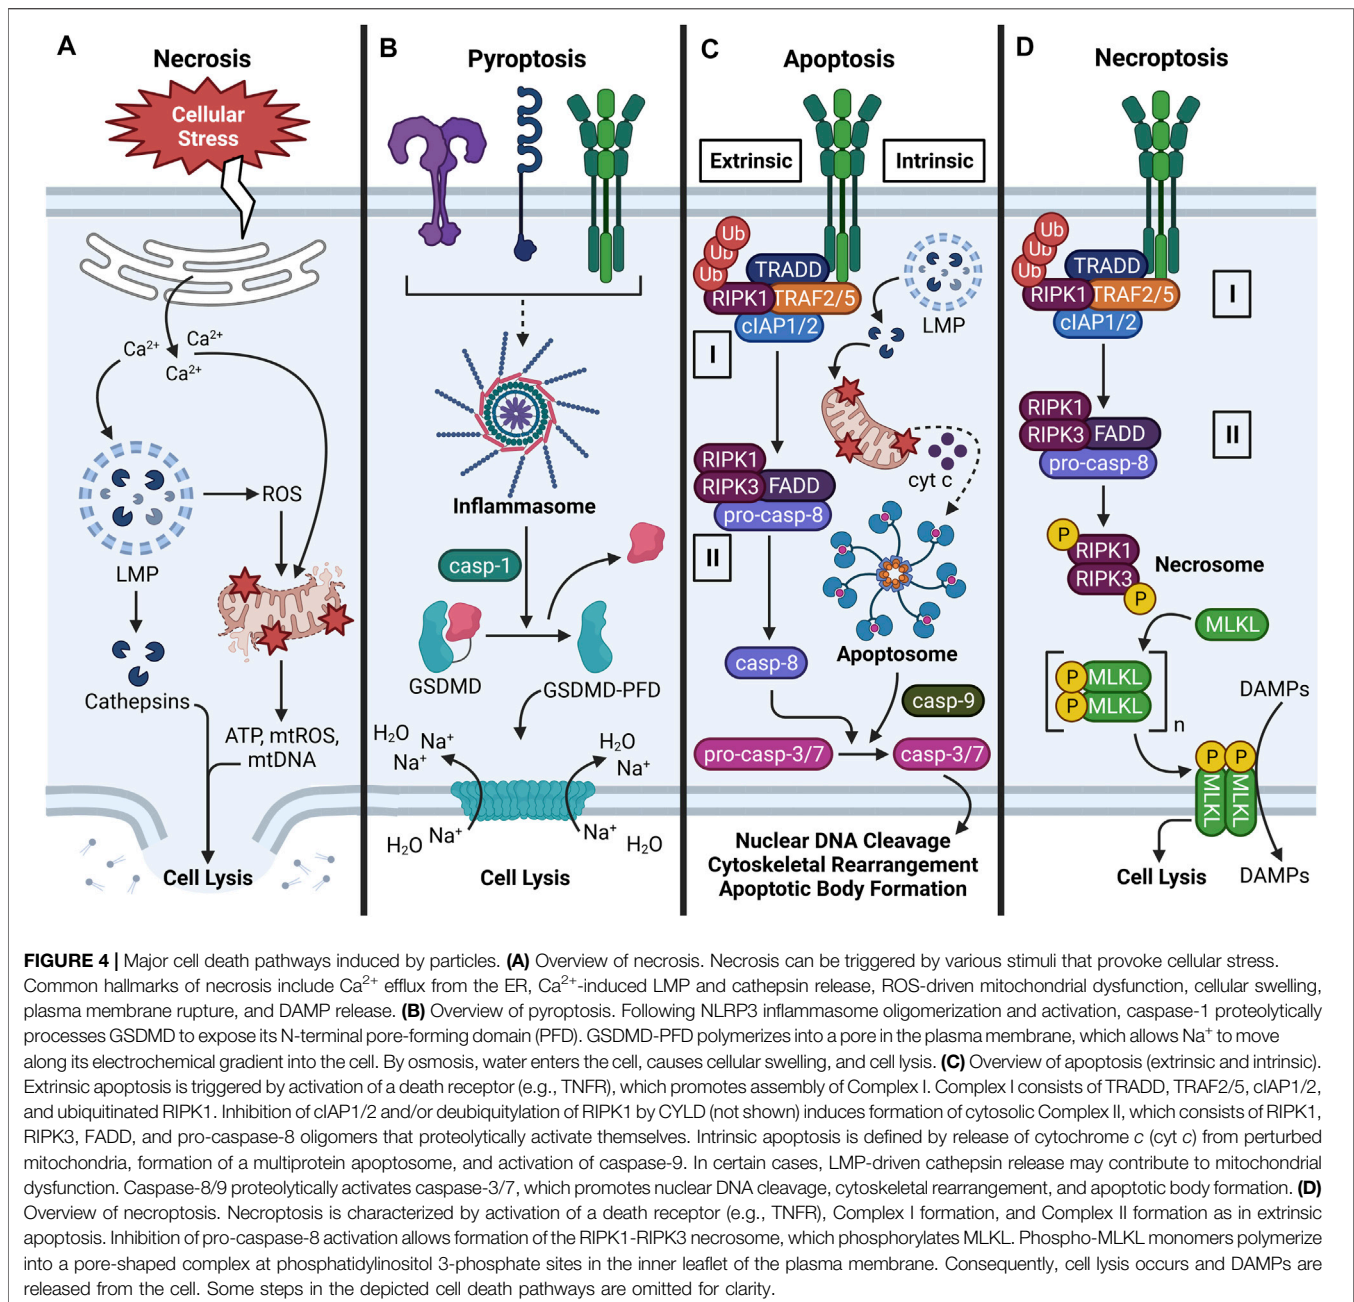 A
Necrosis
Cellular
Stress
Ca2+
Ca2+
Ca2+
ROS
LMP
Cathepsins
ATP, mtROS,
mtDNA
Cell Lysis
B
Pyroptosis
Inflammasome
casp-1
GSDMD
GSDMD-PFD
H2O
Na+
Na+
H2O
Na+
H2O
Na+
Na+
H2O
Cell Lysis
C
Apoptosis
Extrinsic
Intrinsic
Ub
Ub
Ub
TRADD
RIPK1
TRAF2/5
cIAP1/2
LMP
I
RIPK1
RIPK3
FADD
pro-casp-8
cyt c
II
casp-8
Apoptosome
casp-9
pro-casp-3/7
casp-3/7
Nuclear DNA Cleavage
Cytoskeletal Rearrangement
Apoptotic Body Formation
D
Necroptosis
Ub
Ub
Ub
TRADD
RIPK1
TRAF2/5
cIAP1/2
I
RIPK1
RIPK3
FADD
pro-casp-8
II
P
RIPK1
RIPK3
P
Necrosome
MLKL
P
MLKL
P
MLKL
n
DAMPs
P
P
MLKL
MLKL
Cell Lysis
DAMPs
FIGURE 4 | Major cell death pathways induced by particles. (A) Overview of necrosis. Necrosis can be triggered by various stimuli that provoke cellular stress.
Common hallmarks of necrosis include Ca2+ efflux from the ER, Ca2+-induced LMP and cathepsin release, ROS-driven mitochondrial dysfunction, cellular swelling,
plasma membrane rupture, and DAMP release. (B) Overview of pyroptosis. Following NLRP3 inflammasome oligomerization and activation, caspase-1 proteolytically
processes GSDMD to expose its N-terminal pore-forming domain (PFD). GSDMD-PFD polymerizes into a pore in the plasma membrane, which allows Na+ to move
along its electrochemical gradient into the cell. By osmosis, water enters the cell, causes cellular swelling, and cell lysis. (C) Overview of apoptosis (extrinsic and intrinsic).
Extrinsic apoptosis is triggered by activation of a death receptor (e.g., TNFR), which promotes assembly of Complex I. Complex I consists of TRADD, TRAF2/5, cIAP1/2,
and ubiquitinated RIPK1. Inhibition of cIAP1/2 and/or deubiquitylation of RIPK1 by CYLD (not shown) induces formation of cytosolic Complex II, which consists of RIPK1,
RIPK3, FADD, and pro-caspase-8 oligomers that proteolytically activate themselves. Intrinsic apoptosis is defined by release of cytochrome c (cyt c) from perturbed
mitochondria, formation of a multiprotein apoptosome, and activation of caspase-9. In certain cases, LMP-driven cathepsin release may contribute to mitochondrial
dysfunction. Caspase-8/9 proteolytically activates caspase-3/7, which promotes nuclear DNA cleavage, cytoskeletal rearrangement, and apoptotic body formation. (D)
Overview of necroptosis. Necroptosis is characterized by activation of a death receptor (e.g., TNFR), Complex I formation, and Complex II formation as in extrinsic
apoptosis. Inhibition of pro-caspase-8 activation allows formation of the RIPK1-RIPK3 necrosome, which phosphorylates MLKL. Phospho-MLKL monomers polymerize
into a pore-shaped complex at phosphatidylinositol 3-phosphate sites in the inner leaflet of the plasma membrane. Consequently, cell lysis occurs and DAMPs are
released from the cell. Some steps in the depicted cell death pathways are omitted for clarity.